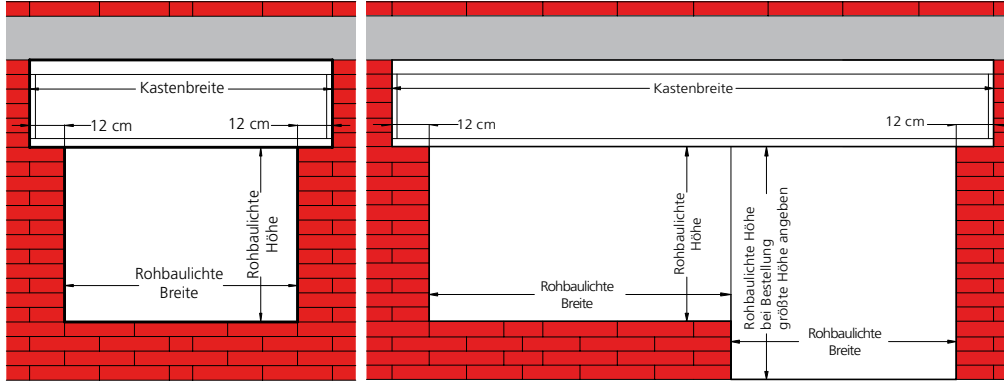 Kastenbreite
12 cm
12 cm
Rohbaulichte
Höhe
Rohbaulichte
Breite
Kastenbreite
12 cm
12 cm
Rohbaulichte
Höhe
Rohbaulichte Höhe
bei Bestellung
größte Höhe angeben
Rohbaulichte
Breite
Rohbaulichte
Breite